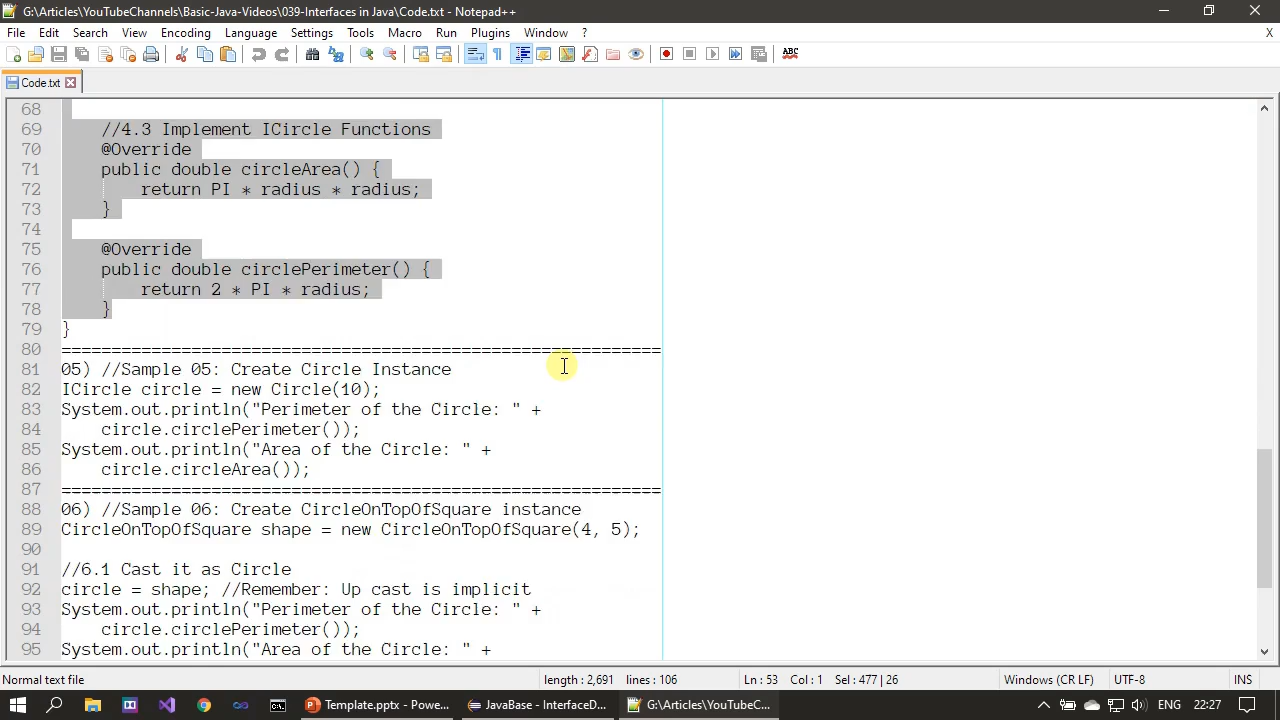 G:\Articles\YouTubeChannels\Basic-Java-Videos\039-Interfaces in Java\Code.txt - Notepad++
File Edit Search View Encoding Language Settings Tools Macro Run Plugins Window ? X
ABC
Code.txt
68
69 //4.3 Implement ICircle Functions
70 @Override
71 public double circleArea() {
72 return PI * radius * radius;
73 }
74
75 @Override
76 public double circlePerimeter() {
77 return 2 * PI * radius;
78 }
79 }
80 ============================================================
81 05) //Sample 05: Create Circle Instance
82 ICircle circle = new Circle(10);
83 System.out.println("Perimeter of the Circle: " +
84 circle.circlePerimeter());
85 System.out.println("Area of the Circle: " +
86 circle.circleArea());
87 ============================================================
88 06) //Sample 06: Create CircleOnTopOfSquare instance
89 CircleOnTopOfSquare shape = new CircleOnTopOfSquare(4, 5);
90
91 //6.1 Cast it as Circle
92 circle = shape; //Remember: Up cast is implicit
93 System.out.println("Perimeter of the Circle: " +
94 circle.circlePerimeter());
95 System.out.println("Area of the Circle: " +
Normal text file length : 2,691 lines : 106 Ln : 53 Col : 1 Sel : 477 | 26 Windows (CR LF) UTF-8 INS
Template.pptx - Powe... JavaBase - InterfaceD... G:\Articles\YouTubeC... ENG 22:27